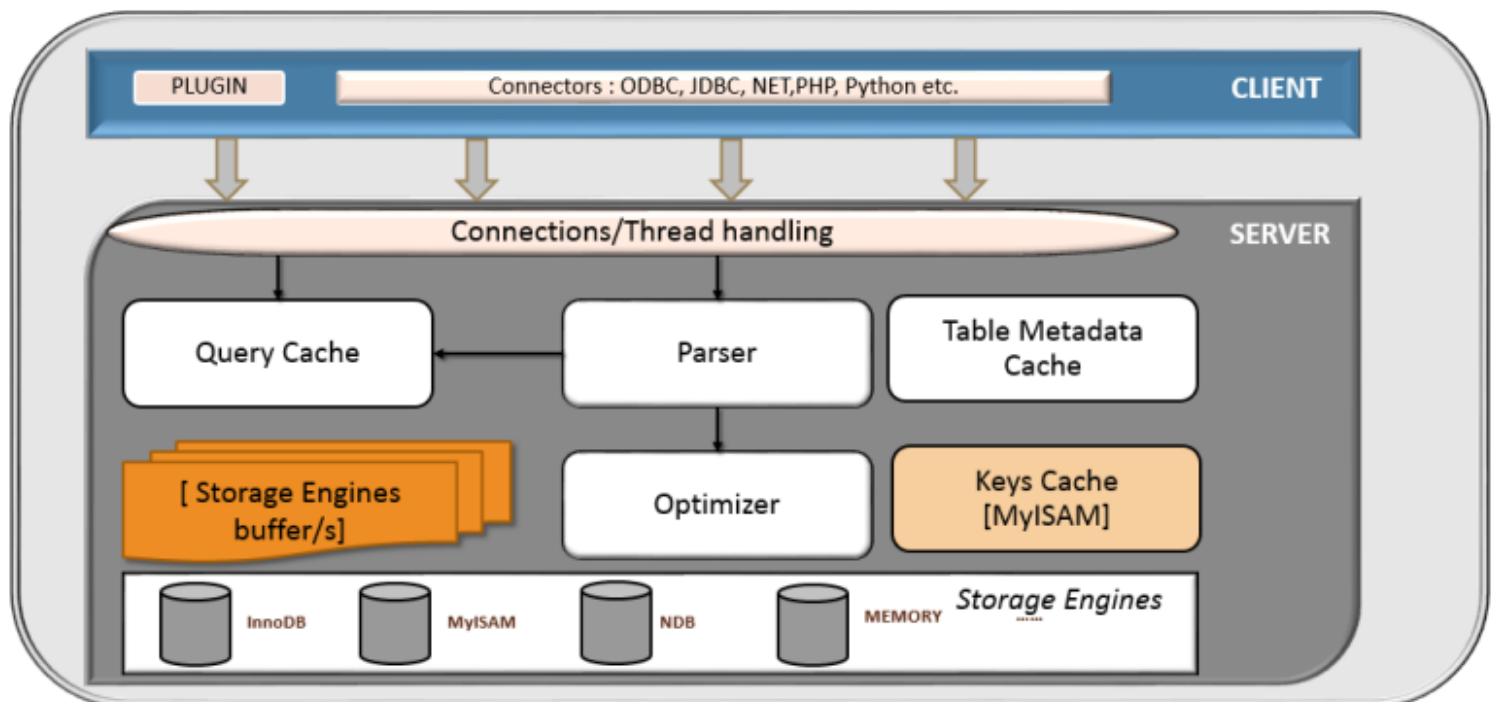 PLUGIN
Connectors : ODBC, JDBC, NET,PHP, Python etc.
CLIENT
Connections/Thread handling
SERVER
Query Cache
Parser
Table Metadata
Cache
[ Storage Engines
buffer/s]
Optimizer
Keys Cache
[MyISAM]
InnoDB
MyISAM
NDB
MEMORY
Storage Engines
......